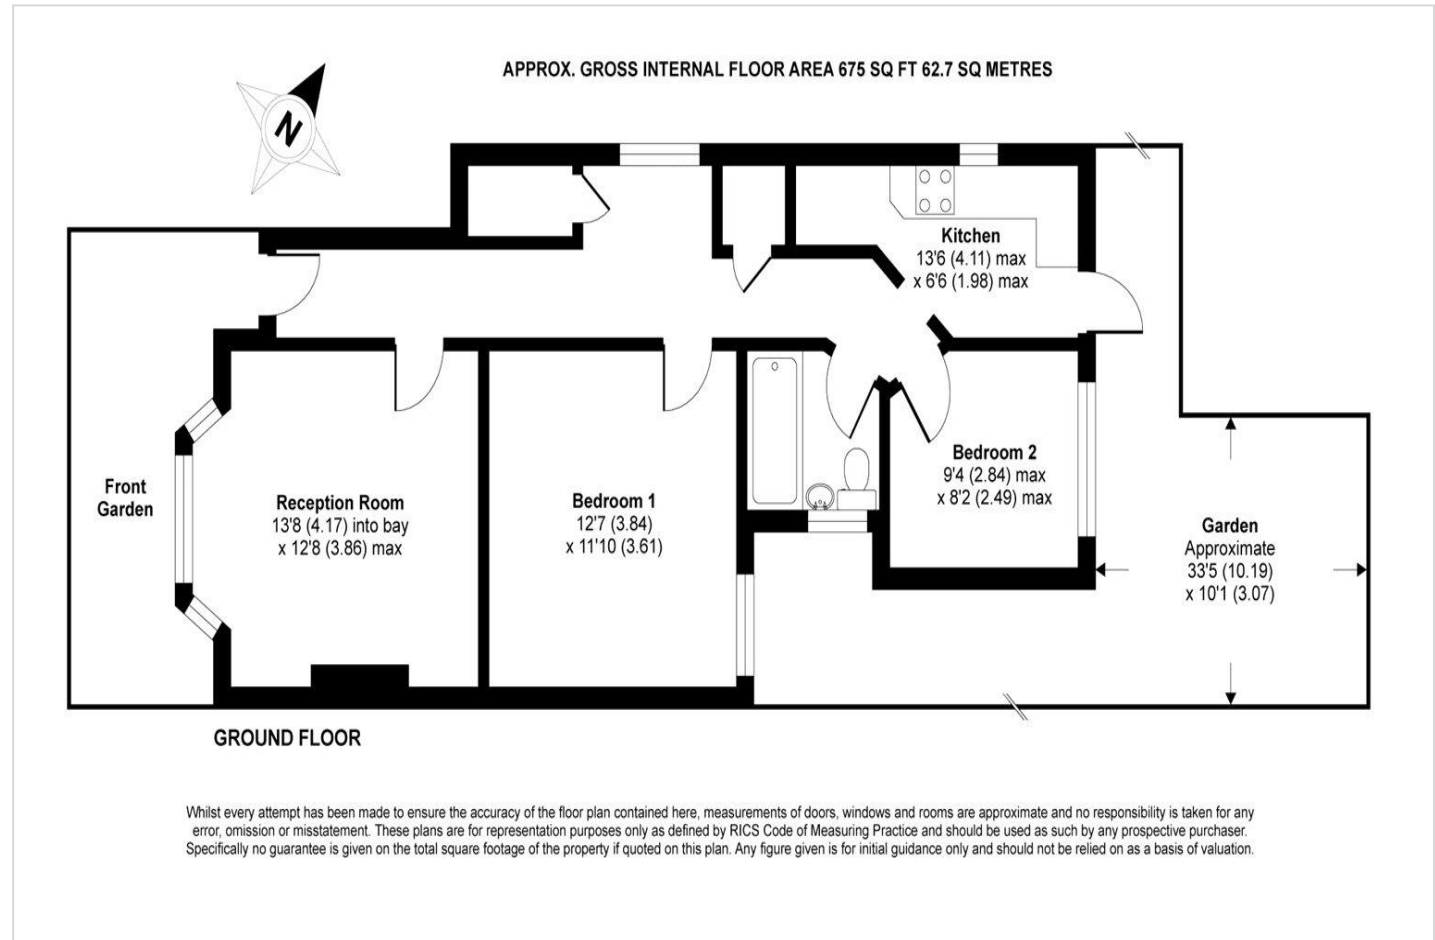 APPROX. GROSS INTERNAL FLOOR AREA 675 SQ FT 62.7 SQ METRES
N
Kitchen
13'6 (4.11) max
x 6'6 (1.98) max
Front
Garden
Reception Room
13'8 (4.17) into bay
x 12'8 (3.86) max
Bedroom 1
12'7 (3.84)
x 11'10 (3.61)
Bedroom 2
9'4 (2.84) max
x 8'2 (2.49) max
Garden
Approximate
33'5 (10.19)
x 10'1 (3.07)
GROUND FLOOR
Whilst every attempt has been made to ensure the accuracy of the floor plan contained here, measurements of doors, windows and rooms are approximate and no responsibility is taken for any
error, omission or misstatement. These plans are for representation purposes only as defined by RICS Code of Measuring Practice and should be used as such by any prospective purchaser.
Specifically no guarantee is given on the total square footage of the property if quoted on this plan. Any figure given is for initial guidance only and should not be relied on as a basis of valuation.